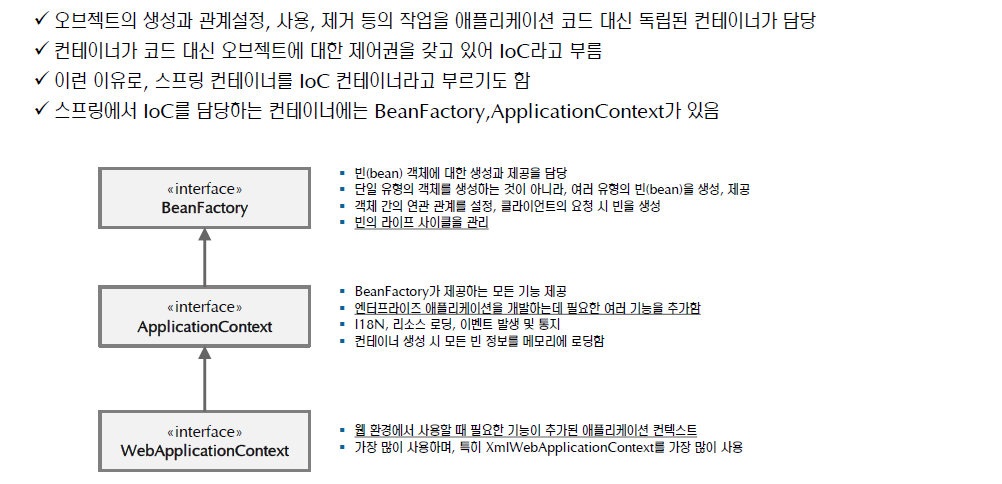 ✓ 오브젝트의 생성과 관계설정, 사용, 제거 등의 작업을 애플리케이션 코드 대신 독립된 컨테이너가 담당
✓ 컨테이너가 코드 대신 오브젝트에 대한 제어권을 갖고 있어 IoC라고 부름
✓ 이런 이유로, 스프링 컨테이너를 IoC 컨테이너라고 부르기도 함
✓ 스프링에서 IoC를 담당하는 컨테이너에는 BeanFactory,ApplicationContext가 있음
«interface»
BeanFactory
▪ 빈(bean) 객체에 대한 생성과 제공을 담당
▪ 단일 유형의 객체를 생성하는 것이 아니라, 여러 유형의 빈(bean)을 생성, 제공
▪ 객체 간의 연관 관계를 설정, 클라이언트의 요청 시 빈을 생성
▪ 빈의 라이프 사이클을 관리
«interface»
ApplicationContext
▪ BeanFactory가 제공하는 모든 기능 제공
▪ 엔터프라이즈 애플리케이션을 개발하는데 필요한 여러 기능을 추가함
▪ I18N, 리소스 로딩, 이벤트 발생 및 통지
▪ 컨테이너 생성 시 모든 빈 정보를 메모리에 로딩함
«interface»
WebApplicationContext
▪ 웹 환경에서 사용할 때 필요한 기능이 추가된 애플리케이션 컨텍스트
▪ 가장 많이 사용하며, 특히 XmlWebApplicationContext를 가장 많이 사용